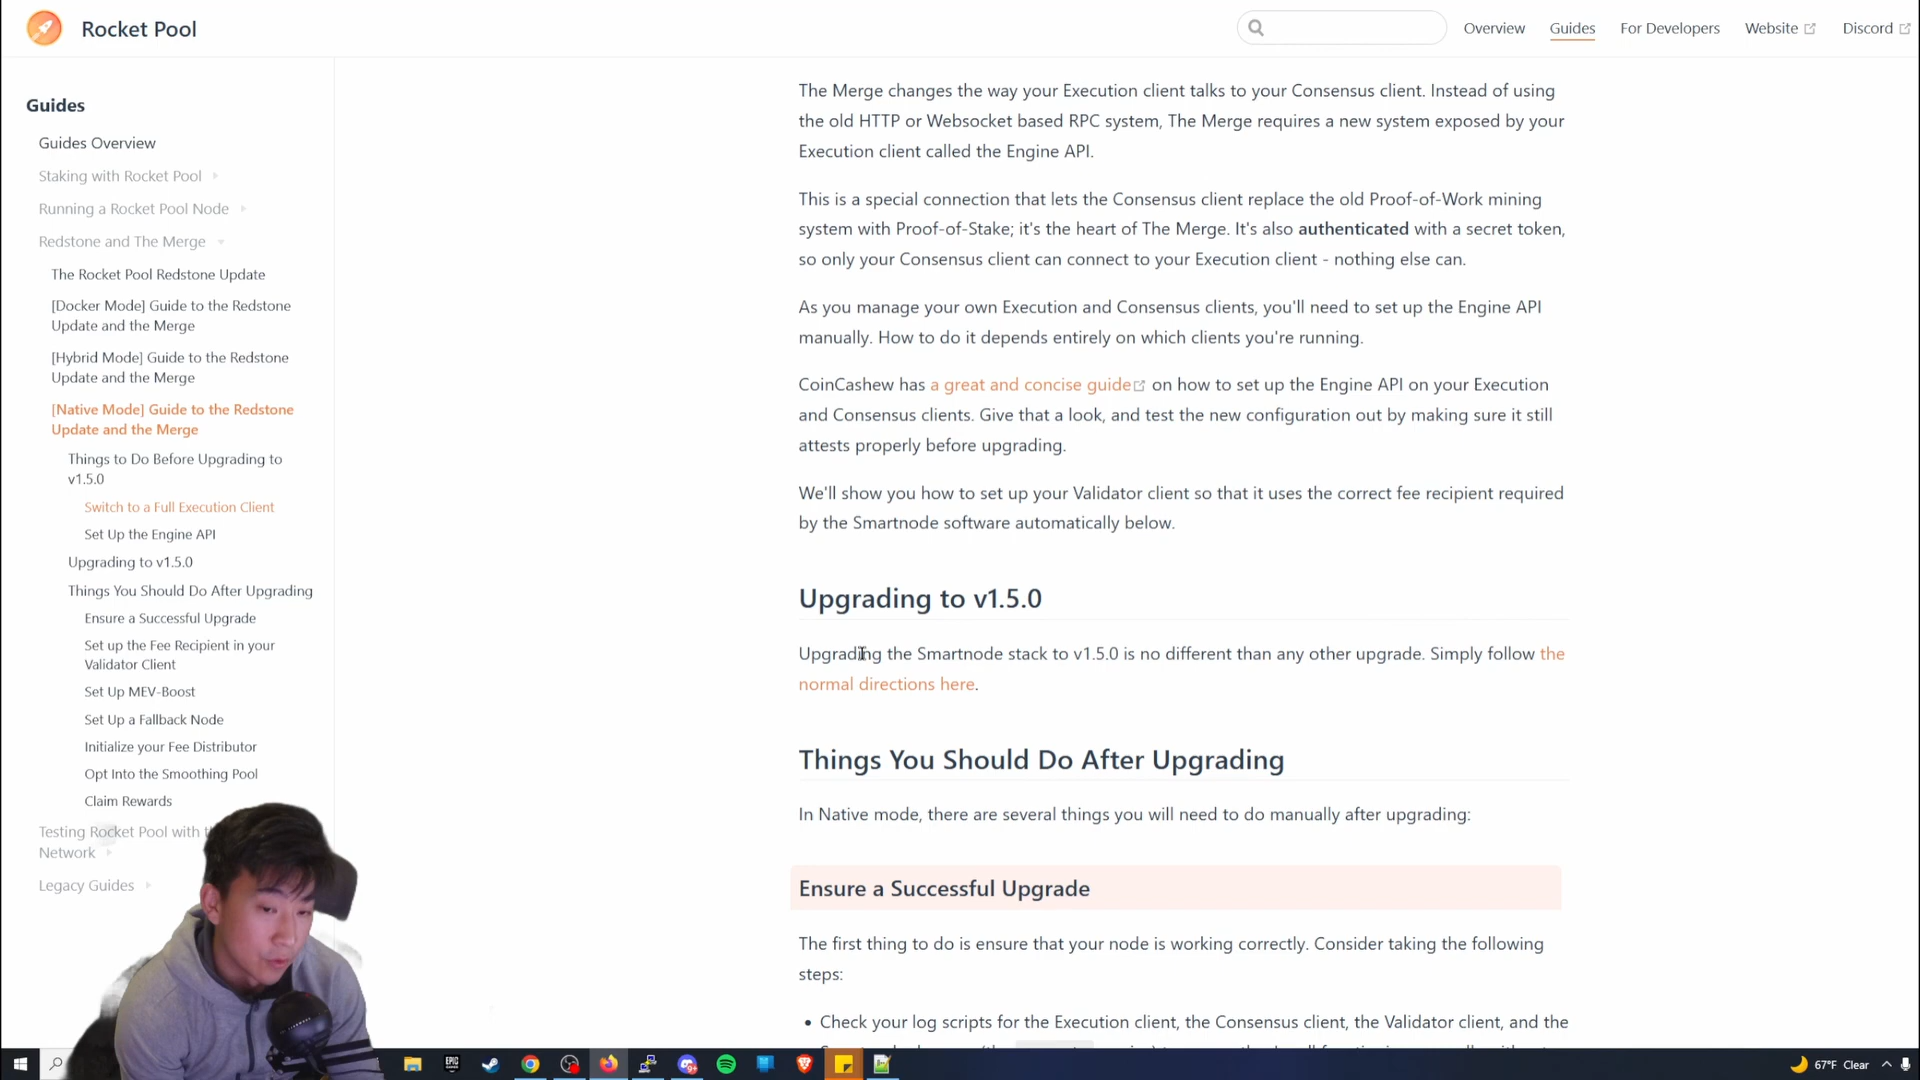 Rocket Pool
Overview
Guides
For Developers
Website
Discord
Guides
Guides Overview
Staking with Rocket Pool
Running a Rocket Pool Node
Redstone and The Merge
The Rocket Pool Redstone Update
[Docker Mode] Guide to the Redstone
Update and the Merge
[Hybrid Mode] Guide to the Redstone
Update and the Merge
[Native Mode] Guide to the Redstone
Update and the Merge
Things to Do Before Upgrading to
v1.5.0
Switch to a Full Execution Client
Set Up the Engine API
Upgrading to v1.5.0
Things You Should Do After Upgrading
Ensure a Successful Upgrade
Set up the Fee Recipient in your
Validator Client
Set Up MEV-Boost
Set Up a Fallback Node
Initialize your Fee Distributor
Opt Into the Smoothing Pool
Claim Rewards
Testing Rocket Pool with
Network
Legacy Guides
The Merge changes the way your Execution client talks to your Consensus client. Instead of using
the old HTTP or Websocket based RPC system, The Merge requires a new system exposed by your
Execution client called the Engine API.
This is a special connection that lets the Consensus client replace the old Proof-of-Work mining
system with Proof-of-Stake; it's the heart of The Merge. It's also authenticated with a secret token,
so only your Consensus client can connect to your Execution client - nothing else can.
As you manage your own Execution and Consensus clients, you'll need to set up the Engine API
manually. How to do it depends entirely on which clients you're running.
CoinCashew has a great and concise guide on how to set up the Engine API on your Execution
and Consensus clients. Give that a look, and test the new configuration out by making sure it still
attests properly before upgrading.
We'll show you how to set up your Validator client so that it uses the correct fee recipient required
by the Smartnode software automatically below.
Upgrading to v1.5.0
Upgrading the Smartnode stack to v1.5.0 is no different than any other upgrade. Simply follow the
normal directions here.
Things You Should Do After Upgrading
In Native mode, there are several things you will need to do manually after upgrading:
Ensure a Successful Upgrade
The first thing to do is ensure that your node is working correctly. Consider taking the following
steps:
• Check your log scripts for the Execution client, the Consensus client, the Validator client, and the
EPIC
67°F Clear